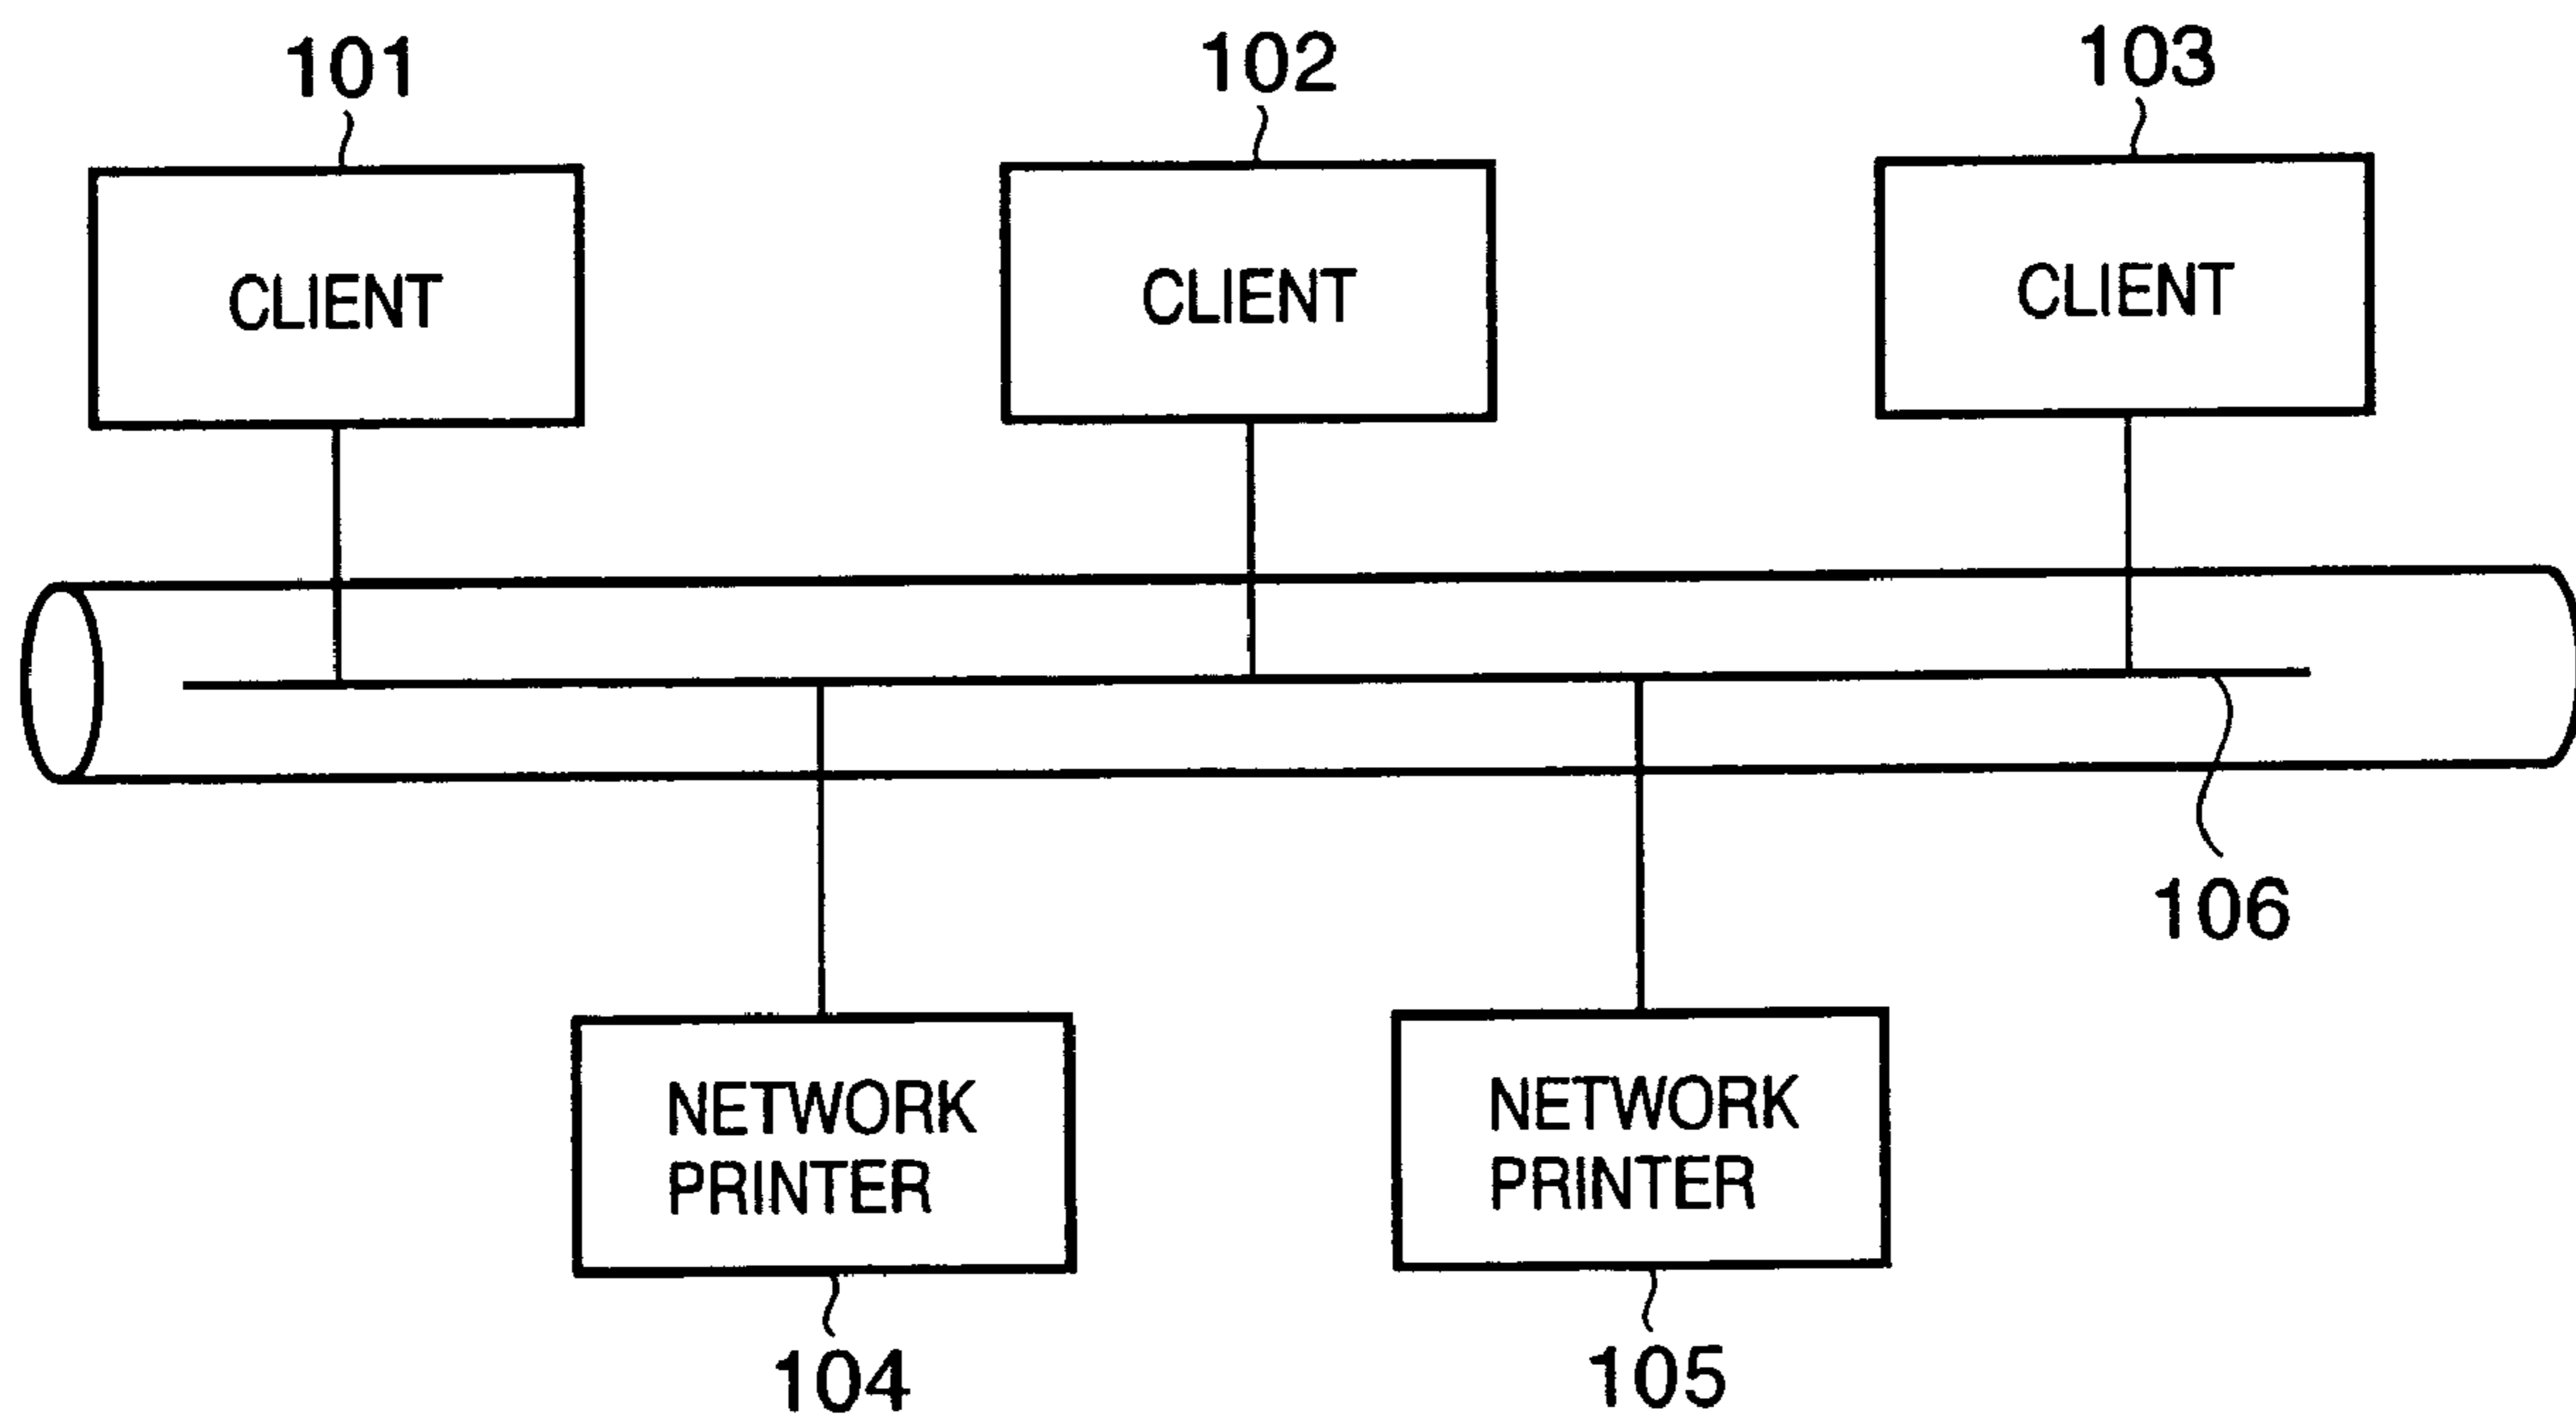 101
102
103
CLIENT
CLIENT
CLIENT
106
NETWORK
PRINTER
NETWORK
PRINTER
104
105